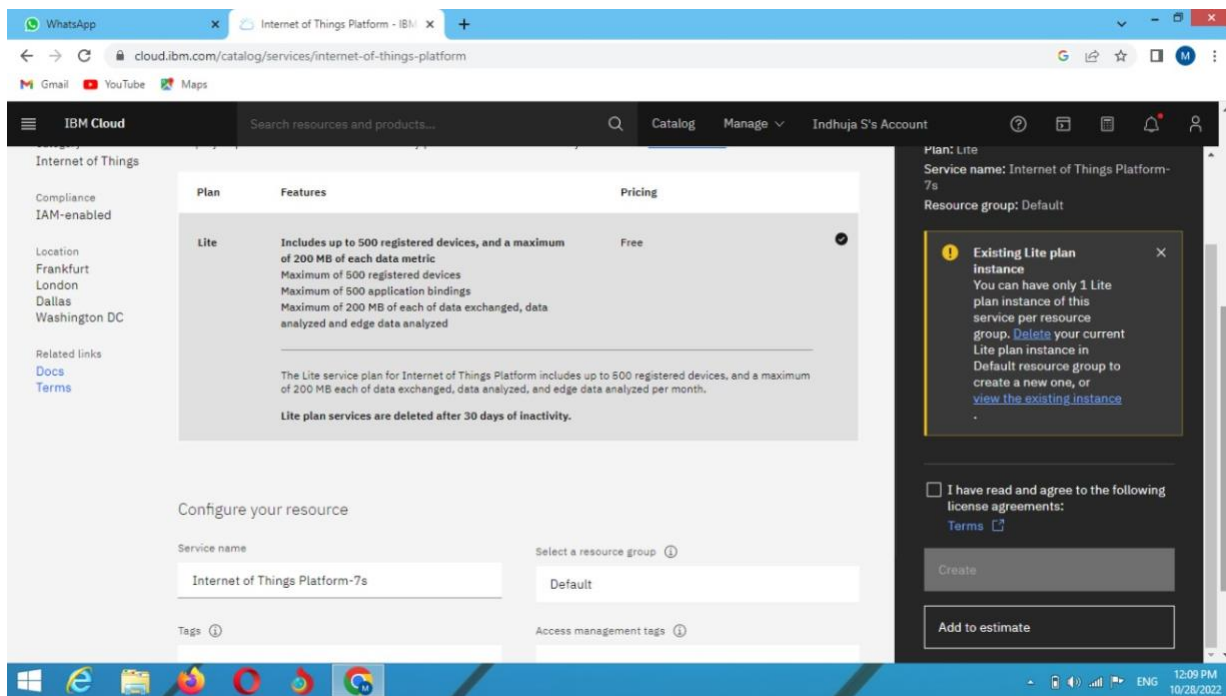 WhatsApp
Internet of Things Platform - IBM
cloud.ibm.com/catalog/services/internet-of-things-platform
G
M
Gmail
YouTube
Maps
IBM Cloud
Search resources and products...
Catalog
Manage
Indhuja S's Account
Internet of Things
Compliance
IAM-enabled
Location
Frankfurt
London
Dallas
Washington DC
Related links
Docs
Terms
Plan
Features
Pricing
Lite
Includes up to 500 registered devices, and a maximum
of 200 MB of each data metric
Maximum of 500 registered devices
Maximum of 500 application bindings
Maximum of 200 MB of each of data exchanged, data
analyzed and edge data analyzed
Free
The Lite service plan for Internet of Things Platform includes up to 500 registered devices, and a maximum
of 200 MB each of data exchanged, data analyzed, and edge data analyzed per month.
Lite plan services are deleted after 30 days of inactivity.
Configure your resource
Service name
Internet of Things Platform-7s
Select a resource group
Default
Tags
Access management tags
Plan: Lite
Service name: Internet of Things Platform-
7s
Resource group: Default
Existing Lite plan
instance
You can have only 1 Lite
plan instance of this
service per resource
group. Delete your current
Lite plan instance in
Default resource group to
create a new one, or
view the existing instance
.
I have read and agree to the following
license agreements:
Terms
Create
Add to estimate
ENG
12:09 PM
10/28/2022